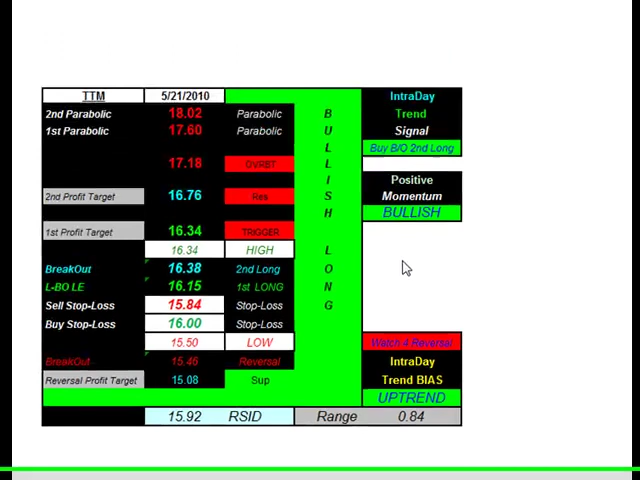 TTM 5/21/2010 IntraDay
2nd Parabolic 18.02 Parabolic B Trend
1st Parabolic 17.60 Parabolic U Signal
L Buy B/O 2nd Long
17.18 OVRBT L
I Positive
2nd Profit Target 16.76 Res S Momentum
H BULLISH
1st Profit Target 16.34 TRIGGER
16.34 HIGH L
BreakOut 16.38 2nd Long O
L-BO LE 16.15 1st LONG N
Sell Stop-Loss 15.84 Stop-Loss G
Buy Stop-Loss 16.00 Stop-Loss
15.50 LOW Watch 4 Reversal
BreakOut 15.46 Reversal IntraDay
Reversal Profit Target 15.08 Sup Trend BIAS
UPTREND
15.92 RSID Range 0.84